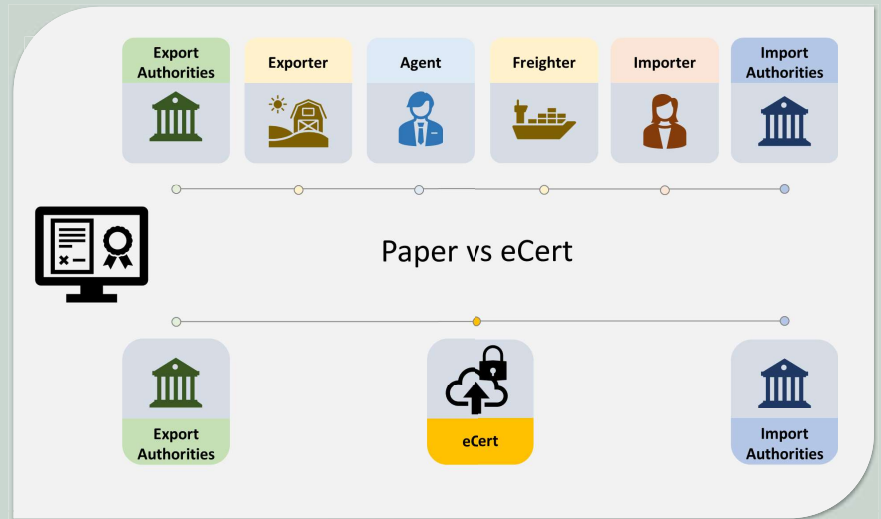 Export
Authorities
Exporter
Agent
Freighter
Importer
Import
Authorities
Paper vs eCert
Export
Authorities
eCert
Import
Authorities